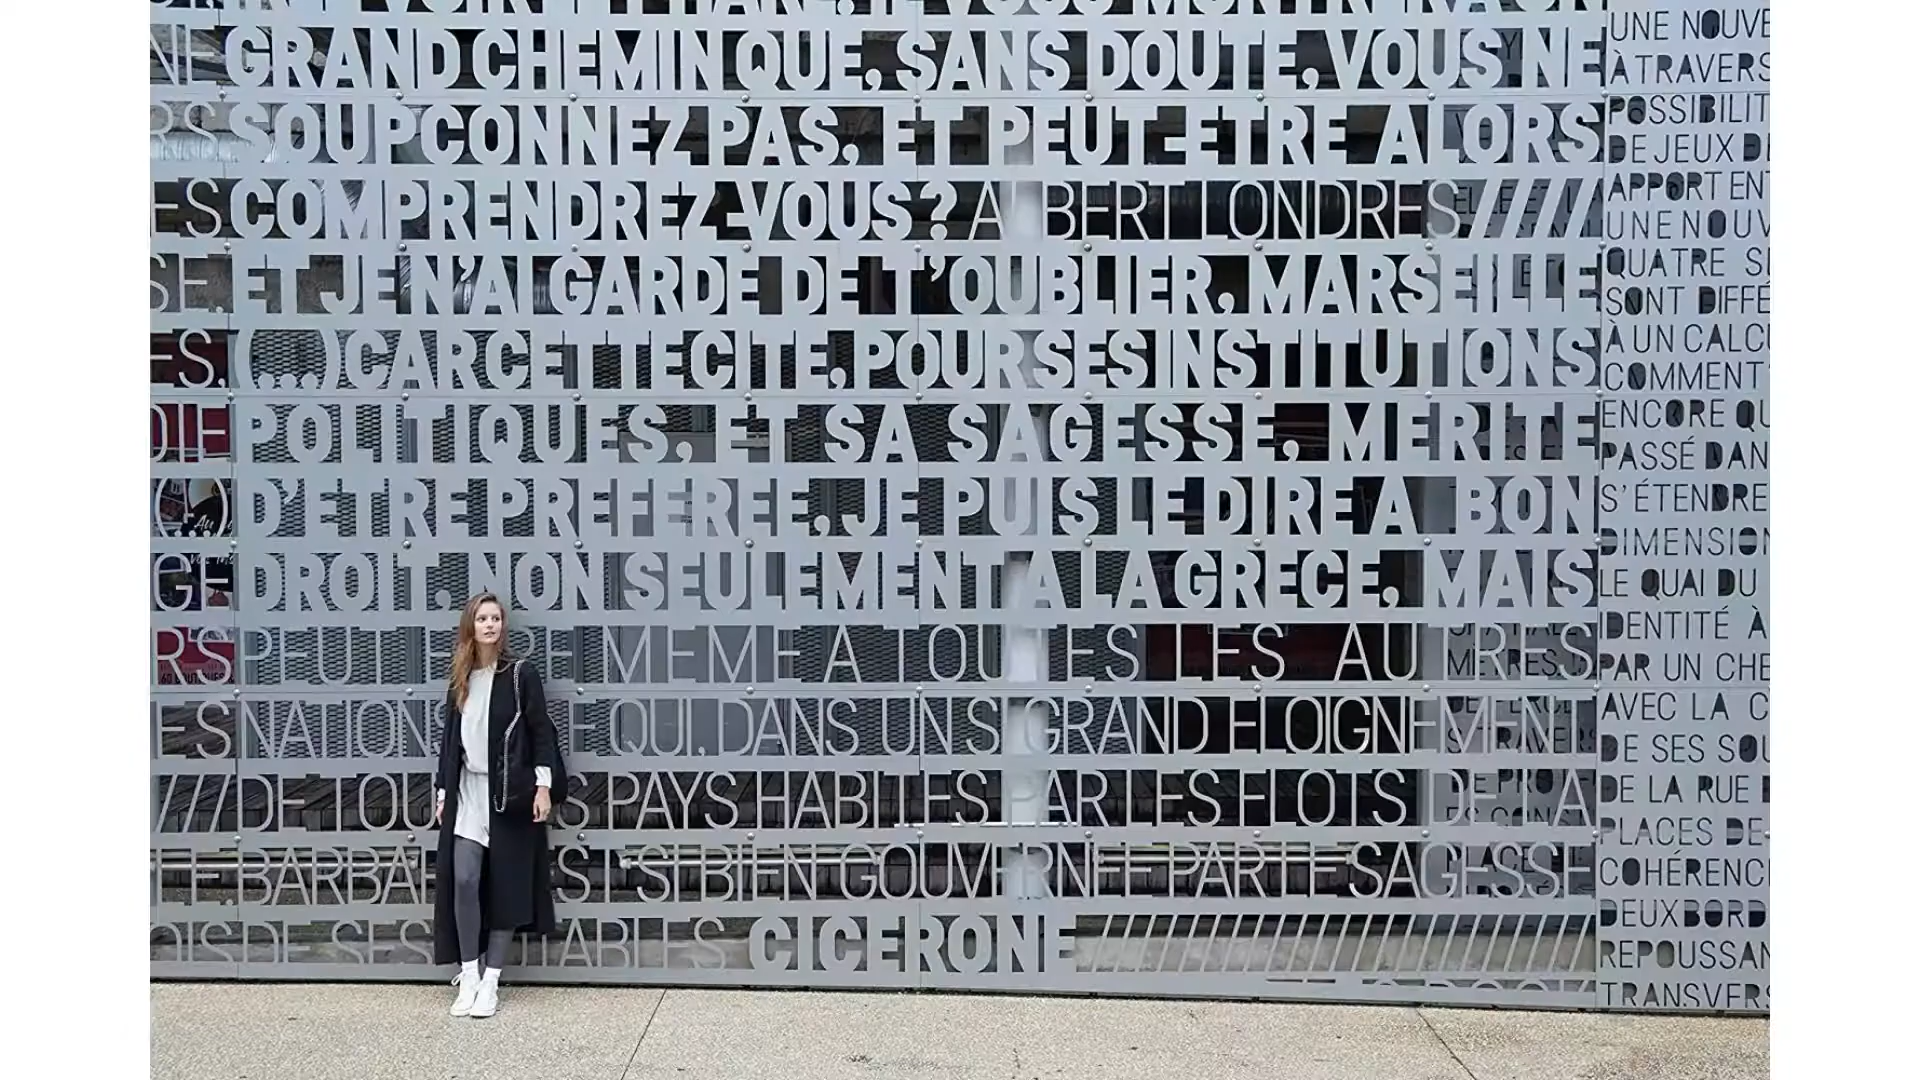 GRAND CHEMIN QUE, SANS DOUTE, VOUS NE
SOUPCONNEZ PAS, ET PEUT-ETRE ALORS
COMPRENDREZ-VOUS? ALBERT LONDRES //////
ET JE N'AI GARDE DE T'OUBLIER, MARSEILLE
(...) CAR CETTE CITE, POUR SES INSTITUTIONS
POLITIQUES, ET SA SAGESSE, MERITE
D'ETRE PREFEREE, JE PUIS LE DIRE A BON
DROIT, NON SEULEMENT A LA GRECE, MAIS
PEUT ETRE MEME A TOUTES LES AUTRES
NATIONS QUI, DANS UN SI GRAND ELOIGNEMENT
DE TOUS PAYS HABITES PAR LES FLOTS DE LA
BARBARIE SI BIEN GOUVERNEE PAR LE SAGESSE
DE SES CICERONE ////////////////////
UNE NOUVE
À TRAVERS
POSSIBILIT
DE JEUX DE
APPORT ENT
UNE NOUV
QUATRE SI
SONT DIFFÉ
À UN CALCU
COMMENT
ENCORE QU
PASSÉ DAN
S'ÉTENDRE
DIMENSION
LE QUAI DU
IDENTITÉ À
PAR UN CHE
AVEC LA C
DE SES SOU
DE LA RUE
PLACES DE
COHÉRENC
DEUX BORD
REPOUSSAN
TRANSVERS